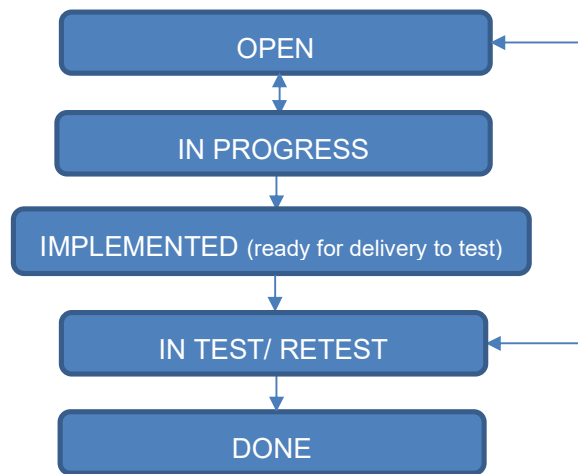 OPEN
IN PROGRESS
IMPLEMENTED (ready for delivery to test)
IN TEST/ RETEST
DONE